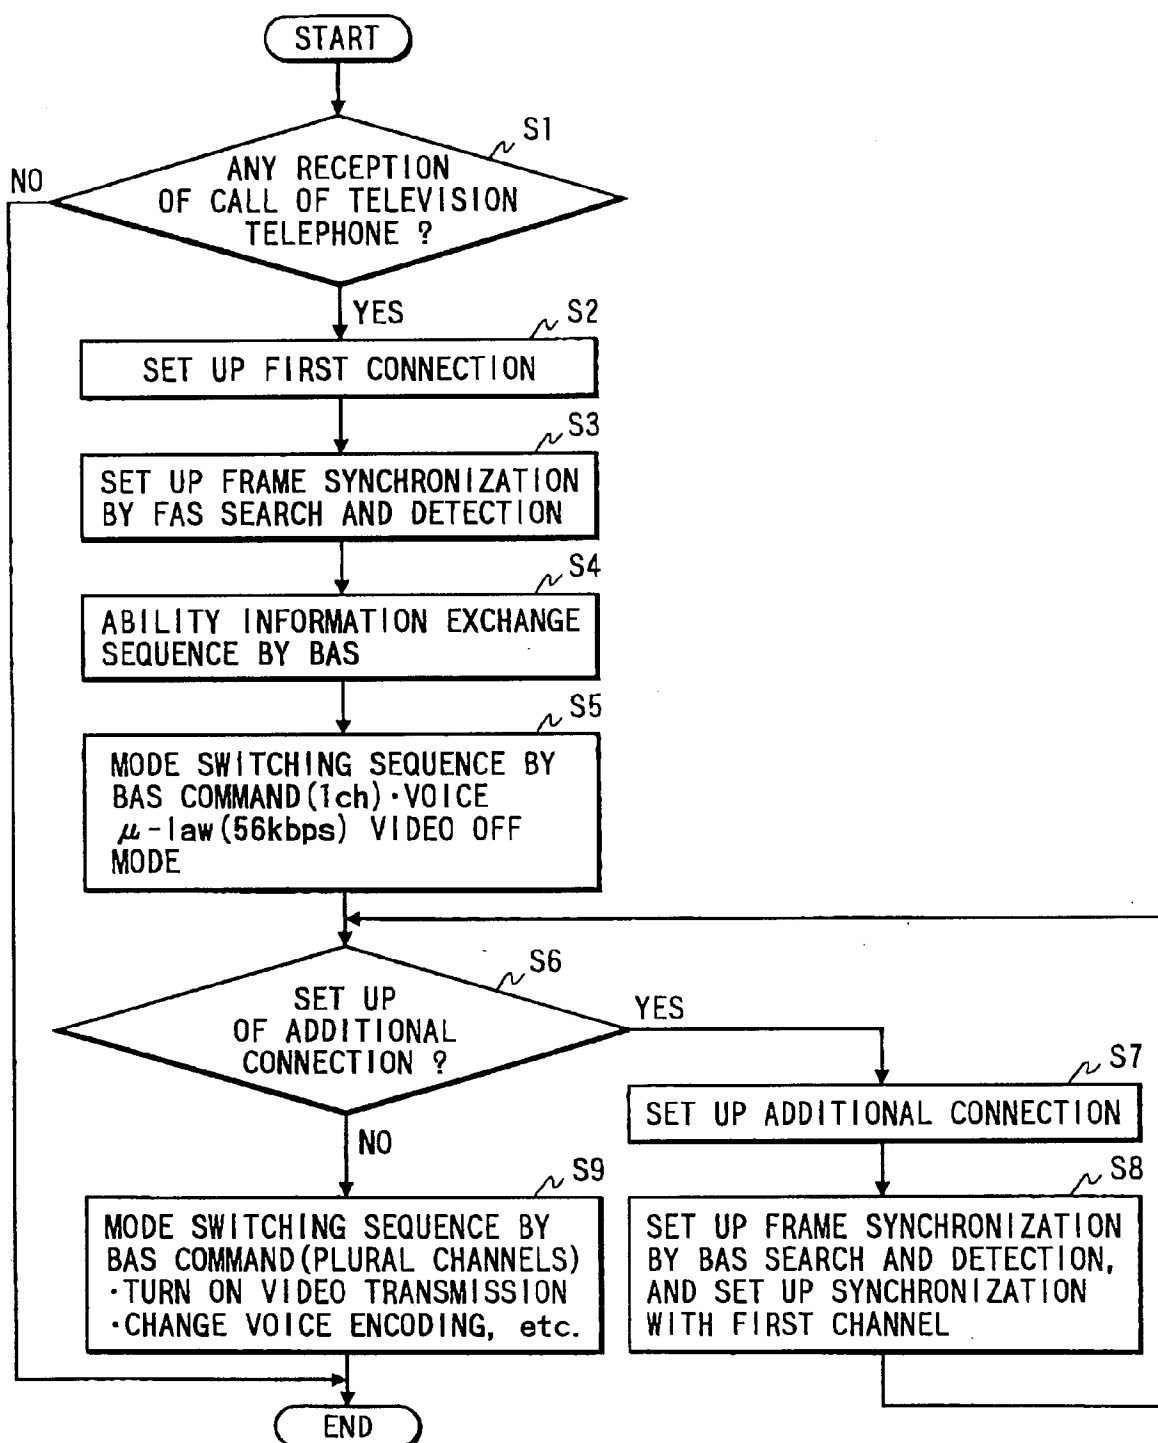 START
S1
ANY RECEPTION
OF CALL OF TELEVISION
TELEPHONE ?
NO
YES
S2
SET UP FIRST CONNECTION
S3
SET UP FRAME SYNCHRONIZATION
BY FAS SEARCH AND DETECTION
S4
ABILITY INFORMATION EXCHANGE
SEQUENCE BY BAS
S5
MODE SWITCHING SEQUENCE BY
BAS COMMAND(1ch)·VOICE
μ-law(56kbps) VIDEO OFF
MODE
S6
SET UP
OF ADDITIONAL
CONNECTION ?
YES
NO
S7
SET UP ADDITIONAL CONNECTION
S8
SET UP FRAME SYNCHRONIZATION
BY BAS SEARCH AND DETECTION,
AND SET UP SYNCHRONIZATION
WITH FIRST CHANNEL
S9
MODE SWITCHING SEQUENCE BY
BAS COMMAND(PLURAL CHANNELS)
·TURN ON VIDEO TRANSMISSION
·CHANGE VOICE ENCODING, etc.
END